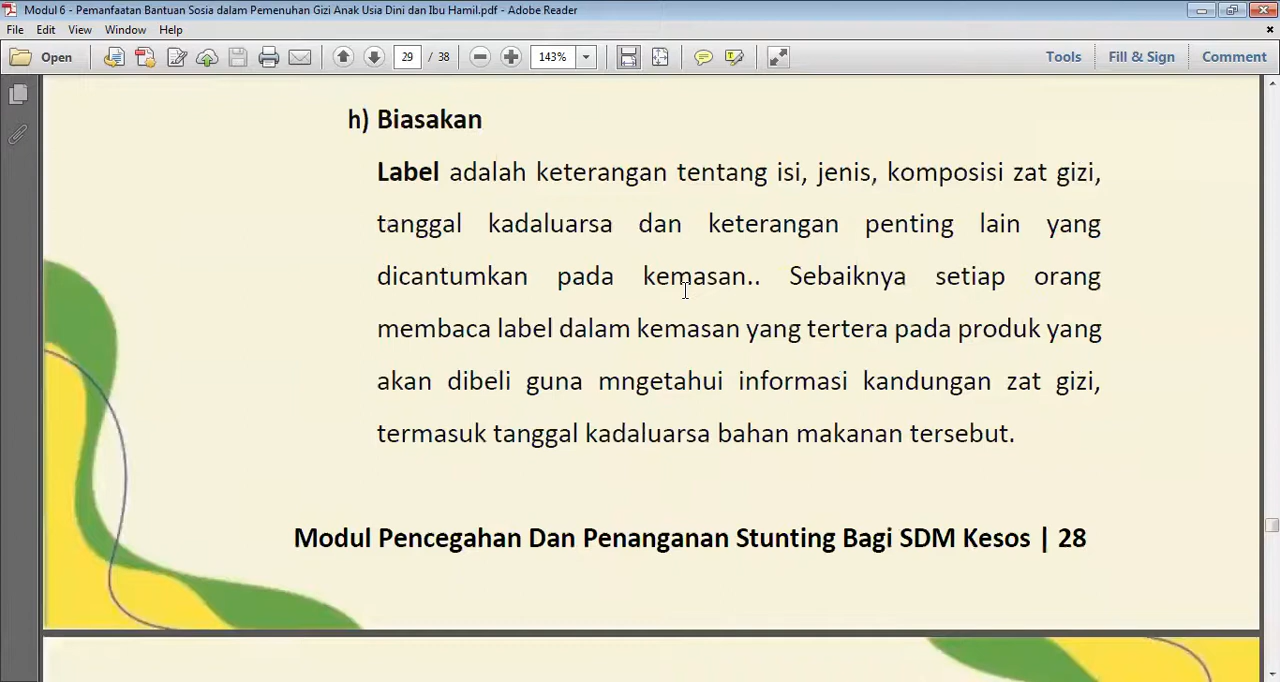 Modul 6 - Pemanfaatan Bantuan Sosia dalam Pemenuhan Gizi Anak Usia Dini dan Ibu Hamil.pdf - Adobe Reader
File Edit View Window Help
Open 29 / 38 143% Tools Fill & Sign Comment
h) Biasakan
Label adalah keterangan tentang isi, jenis, komposisi zat gizi,
tanggal kadaluarsa dan keterangan penting lain yang
dicantumkan pada kemasan.. Sebaiknya setiap orang
membaca label dalam kemasan yang tertera pada produk yang
akan dibeli guna mngetahui informasi kandungan zat gizi,
termasuk tanggal kadaluarsa bahan makanan tersebut.
Modul Pencegahan Dan Penanganan Stunting Bagi SDM Kesos | 28